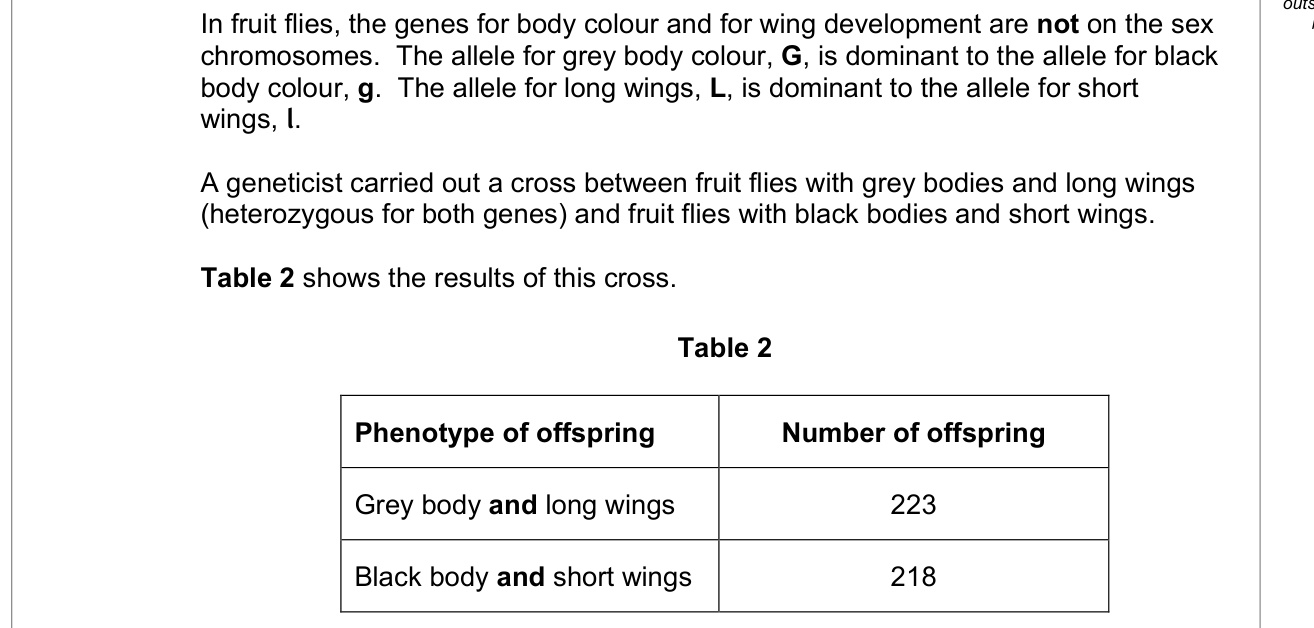 outs
In fruit flies, the genes for body colour and for wing development are not on the sex
chromosomes.  The allele for grey body colour, G, is dominant to the allele for black
body colour, g.  The allele for long wings, L, is dominant to the allele for short
wings, l.
A geneticist carried out a cross between fruit flies with grey bodies and long wings
(heterozygous for both genes) and fruit flies with black bodies and short wings.
Table 2 shows the results of this cross.
Table 2
Phenotype of offspring Number of offspring
Grey body and long wings 223
Black body and short wings 218